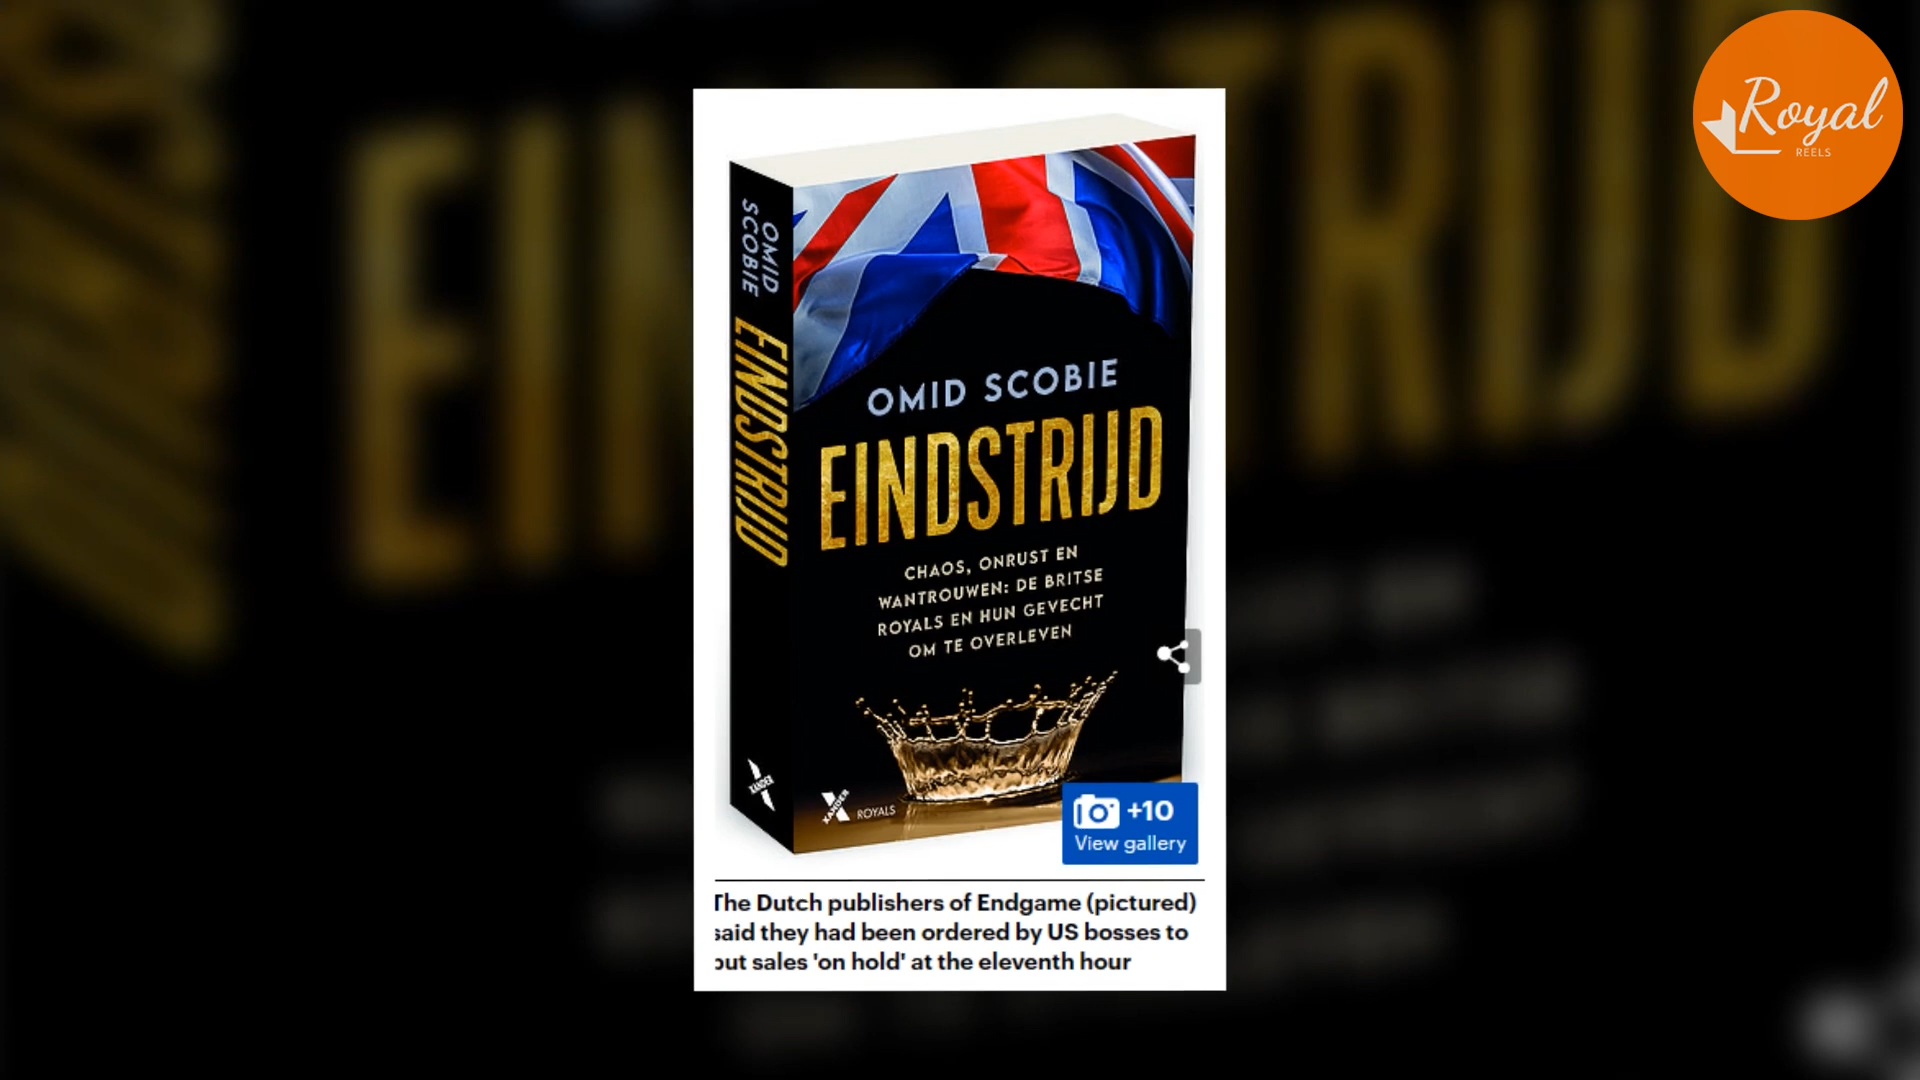 Royal
REELS
OMID
SCOBIE
EINDSTRIJD
XANDER
OMID SCOBIE
EINDSTRIJD
CHAOS, ONRUST EN
WANTROUWEN: DE BRITSE
ROYALS EN HUN GEVECHT
OM TE OVERLEVEN
XANDER
ROYALS
+10
View gallery
The Dutch publishers of Endgame (pictured)
said they had been ordered by US bosses to
put sales 'on hold' at the eleventh hour